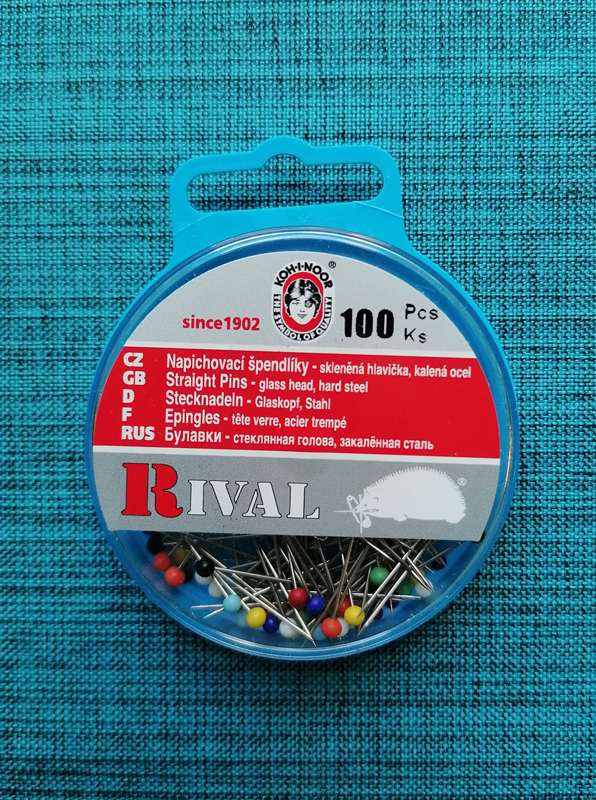 KOH-I-NOOR ®
THE SYMBOL OF QUALITY
since1902
100 Pcs
Ks
CZ Napichovací špendlíky - skleněná hlavička, kalená ocel
GB Straight Pins - glass head, hard steel
D Stecknadeln - Glaskopf, Stahl
F Epingles - tête verre, acier trempé
RUS Булавки - стеклянная голова, закалённая сталь
RIVAL ®